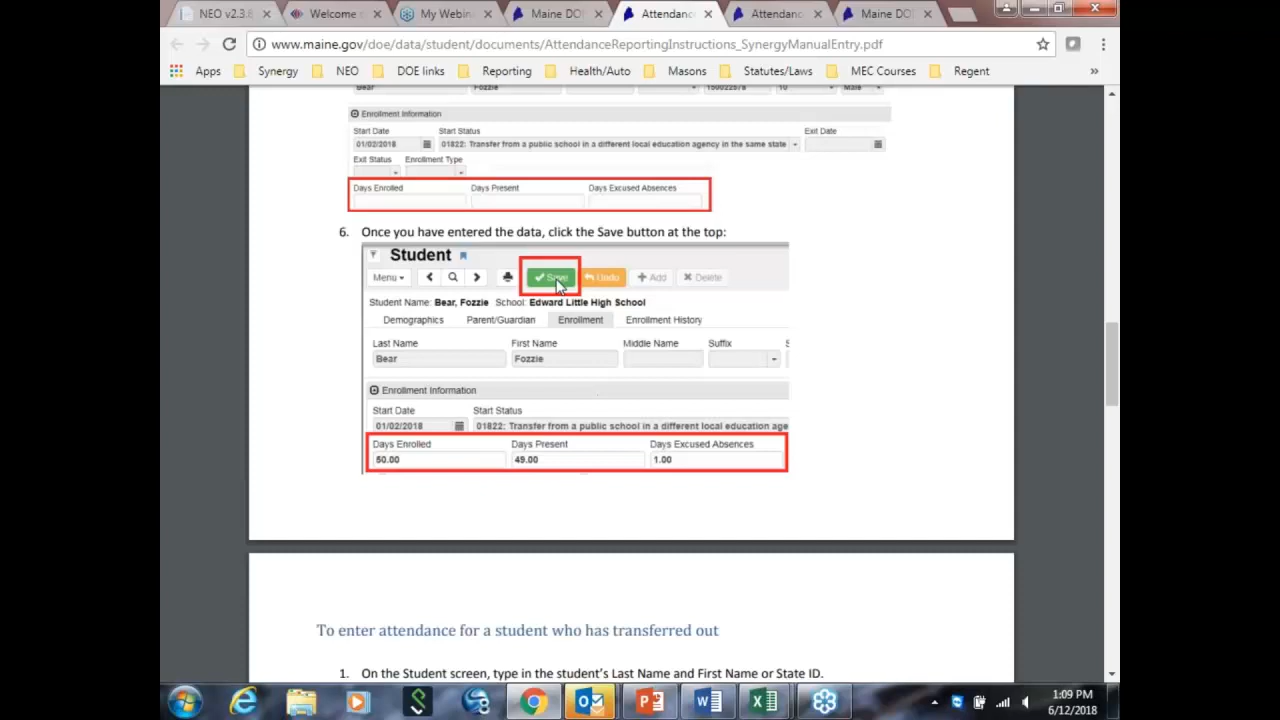 NEO v2.3.8
Welcome
My Webin
Maine DO
Attendanc
Attendanc
Maine DO
www.maine.gov/doe/data/student/documents/AttendanceReportingInstructions_SynergyManualEntry.pdf
Apps Synergy NEO DOE links Reporting Health/Auto Masons Statutes/Laws MEC Courses Regent »
Bear Fozzie 150022578 10 Male
Enrollment Information
Start Date Start Status Exit Date
01/02/2018 01822: Transfer from a public school in a different local education agency in the same state
Exit Status Enrollment Type
Days Enrolled Days Present Days Excused Absences
6. Once you have entered the data, click the Save button at the top:
Student
Menu Save Undo + Add Delete
Student Name: Bear, Fozzie School: Edward Little High School
Demographics Parent/Guardian Enrollment Enrollment History
Last Name First Name Middle Name Suffix S
Bear Fozzie
Enrollment Information
Start Date Start Status
01/02/2018 01822: Transfer from a public school in a different local education age
Days Enrolled Days Present Days Excused Absences
50.00 49.00 1.00
To enter attendance for a student who has transferred out
1. On the Student screen, type in the student's Last Name and First Name or State ID.
1:09 PM
6/12/2018